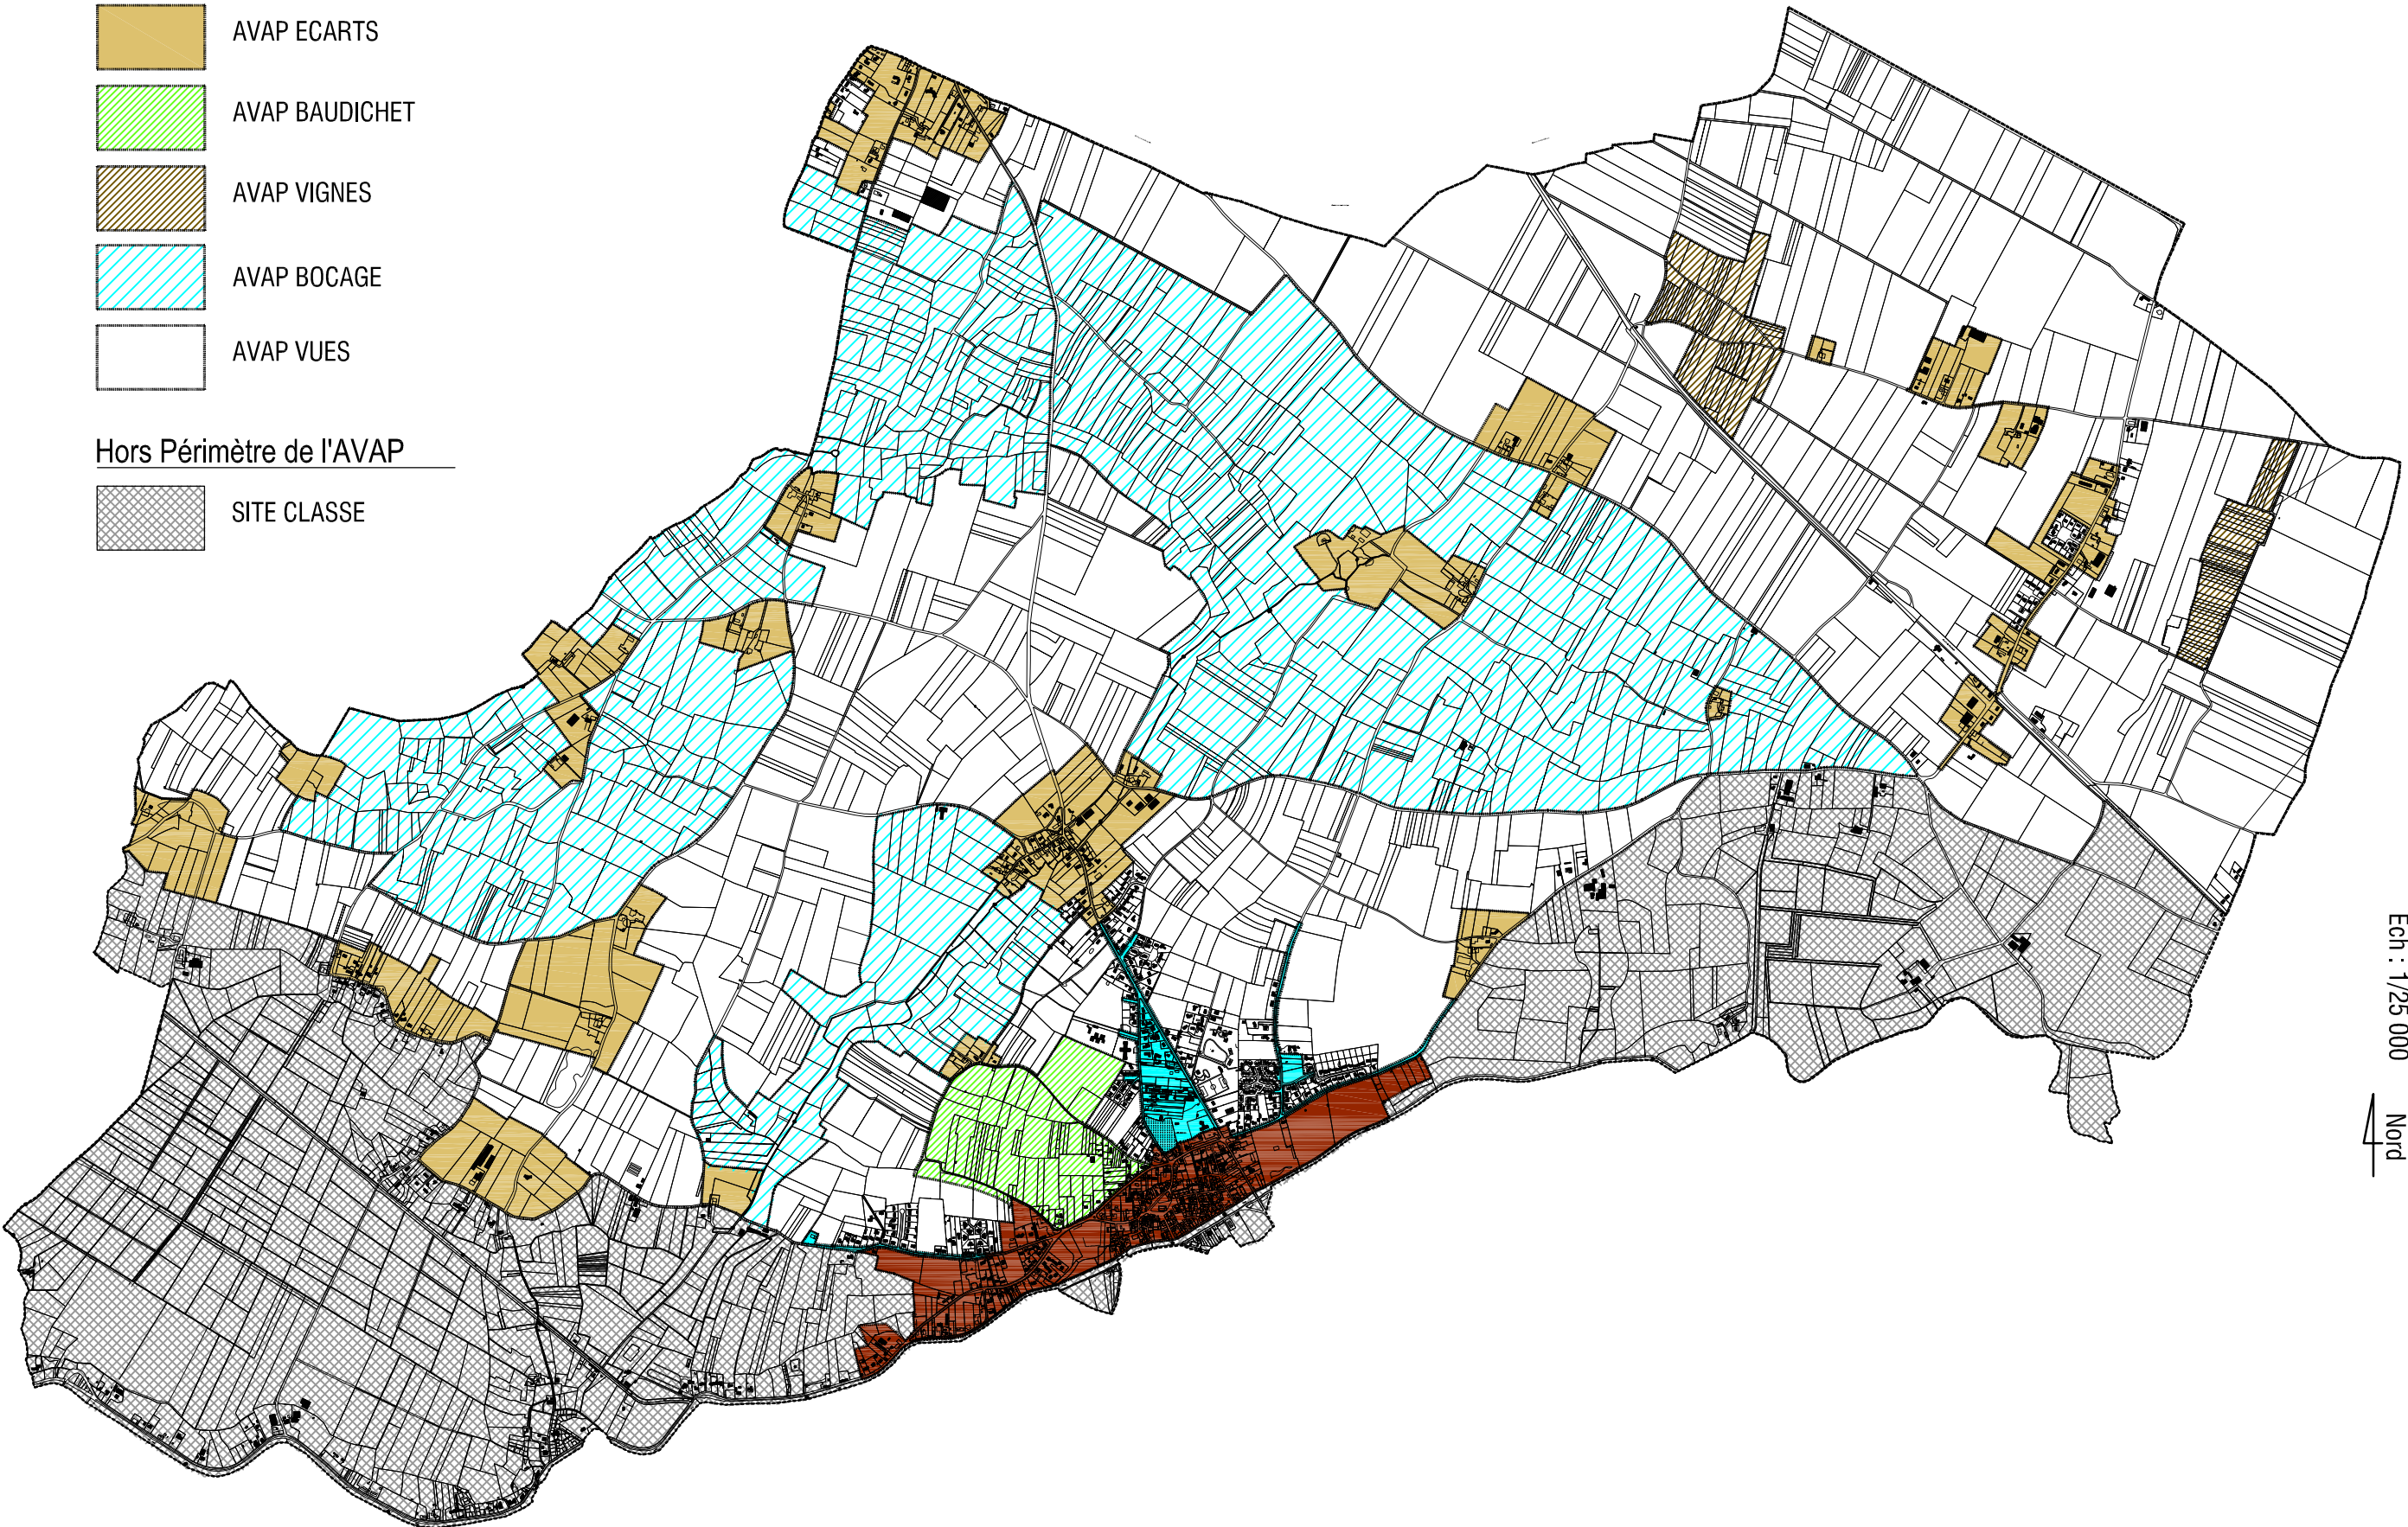 AVAP ECARTS
AVAP BAUDICHET
AVAP VIGNES
AVAP BOCAGE
AVAP VUES
Hors Périmètre de l'AVAP
SITE CLASSE
Ech : 1/25 000
Nord